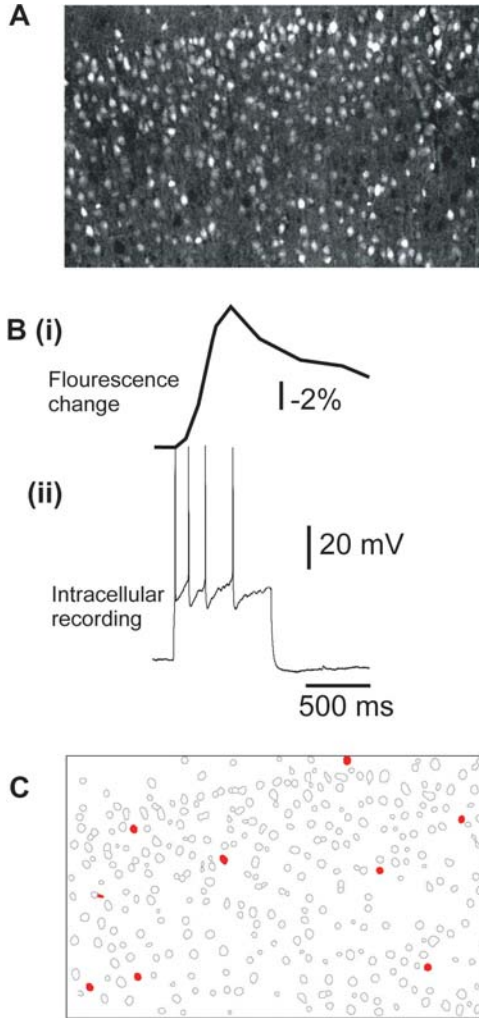 A
B (i)
Flourescence
change
-2%
(ii)
20 mV
Intracellular
recording
500 ms
C